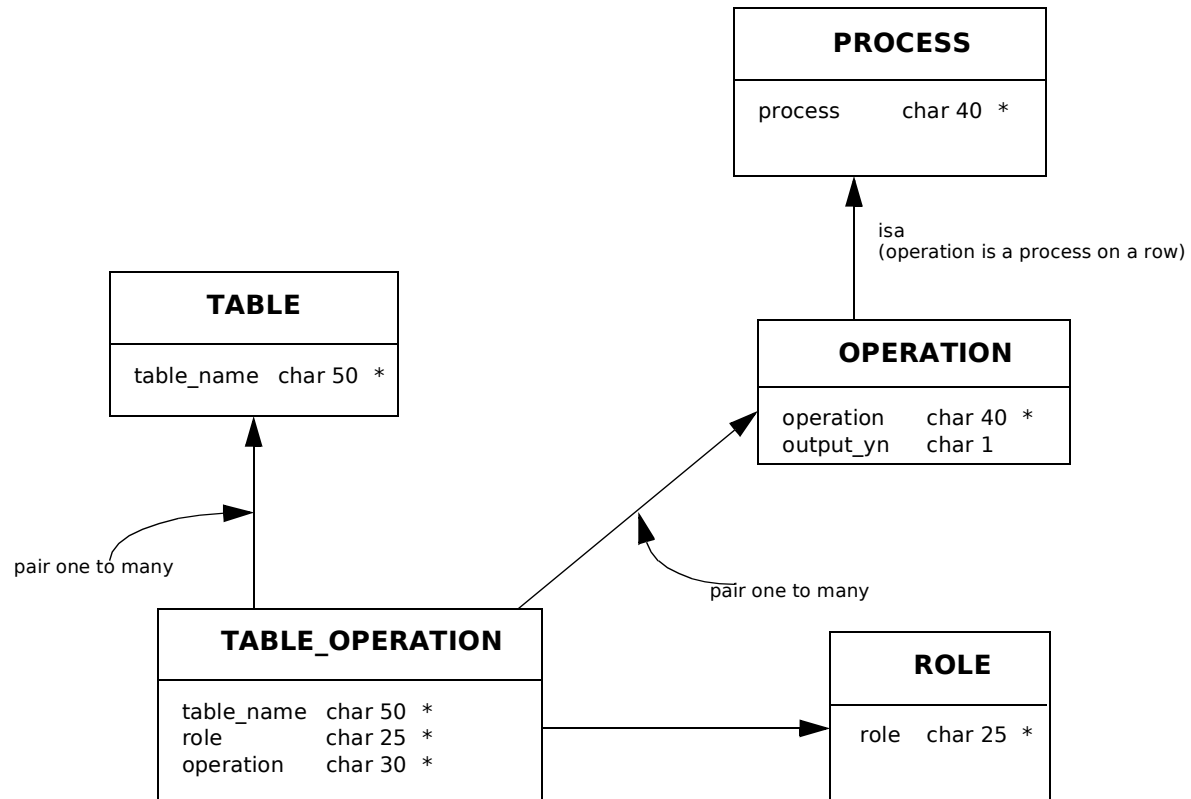 PROCESS
process char 40 *
isa
(operation is a process on a row)
TABLE
table_name char 50 *
OPERATION
operation char 40 *
output_yn char 1
pair one to many
pair one to many
TABLE_OPERATION
table_name char 50 *
role char 25 *
operation char 30 *
ROLE
role char 25 *